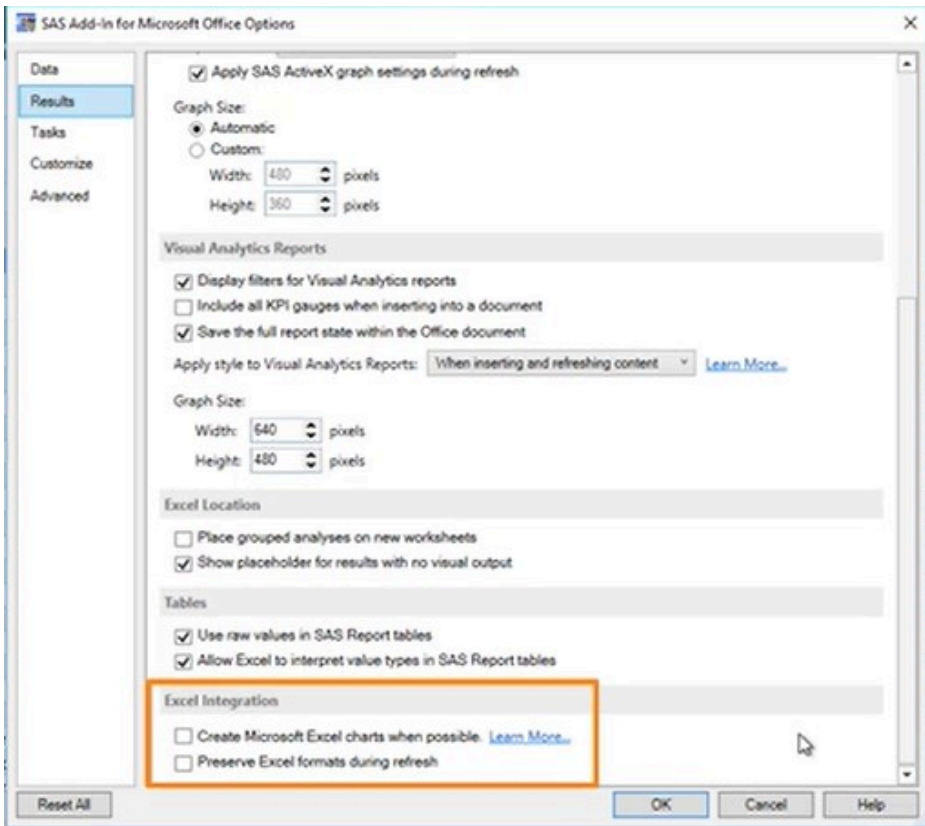 SAS Add-In for Microsoft Office Options
Data
Results
Tasks
Customize
Advanced
Apply SAS ActiveX graph settings during refresh
Graph Size:
Automatic
Custom:
Width: 480 pixels
Height: 360 pixels
Visual Analytics Reports
Display filters for Visual Analytics reports
Include all KPI gauges when inserting into a document
Save the full report state within the Office document
Apply style to Visual Analytics Reports: When inserting and refreshing content Learn More...
Graph Size:
Width: 640 pixels
Height: 480 pixels
Excel Location
Place grouped analyses on new worksheets
Show placeholder for results with no visual output
Tables
Use raw values in SAS Report tables
Allow Excel to interpret value types in SAS Report tables
Excel Integration
Create Microsoft Excel charts when possible. Learn More...
Preserve Excel formats during refresh
Reset All OK Cancel Help